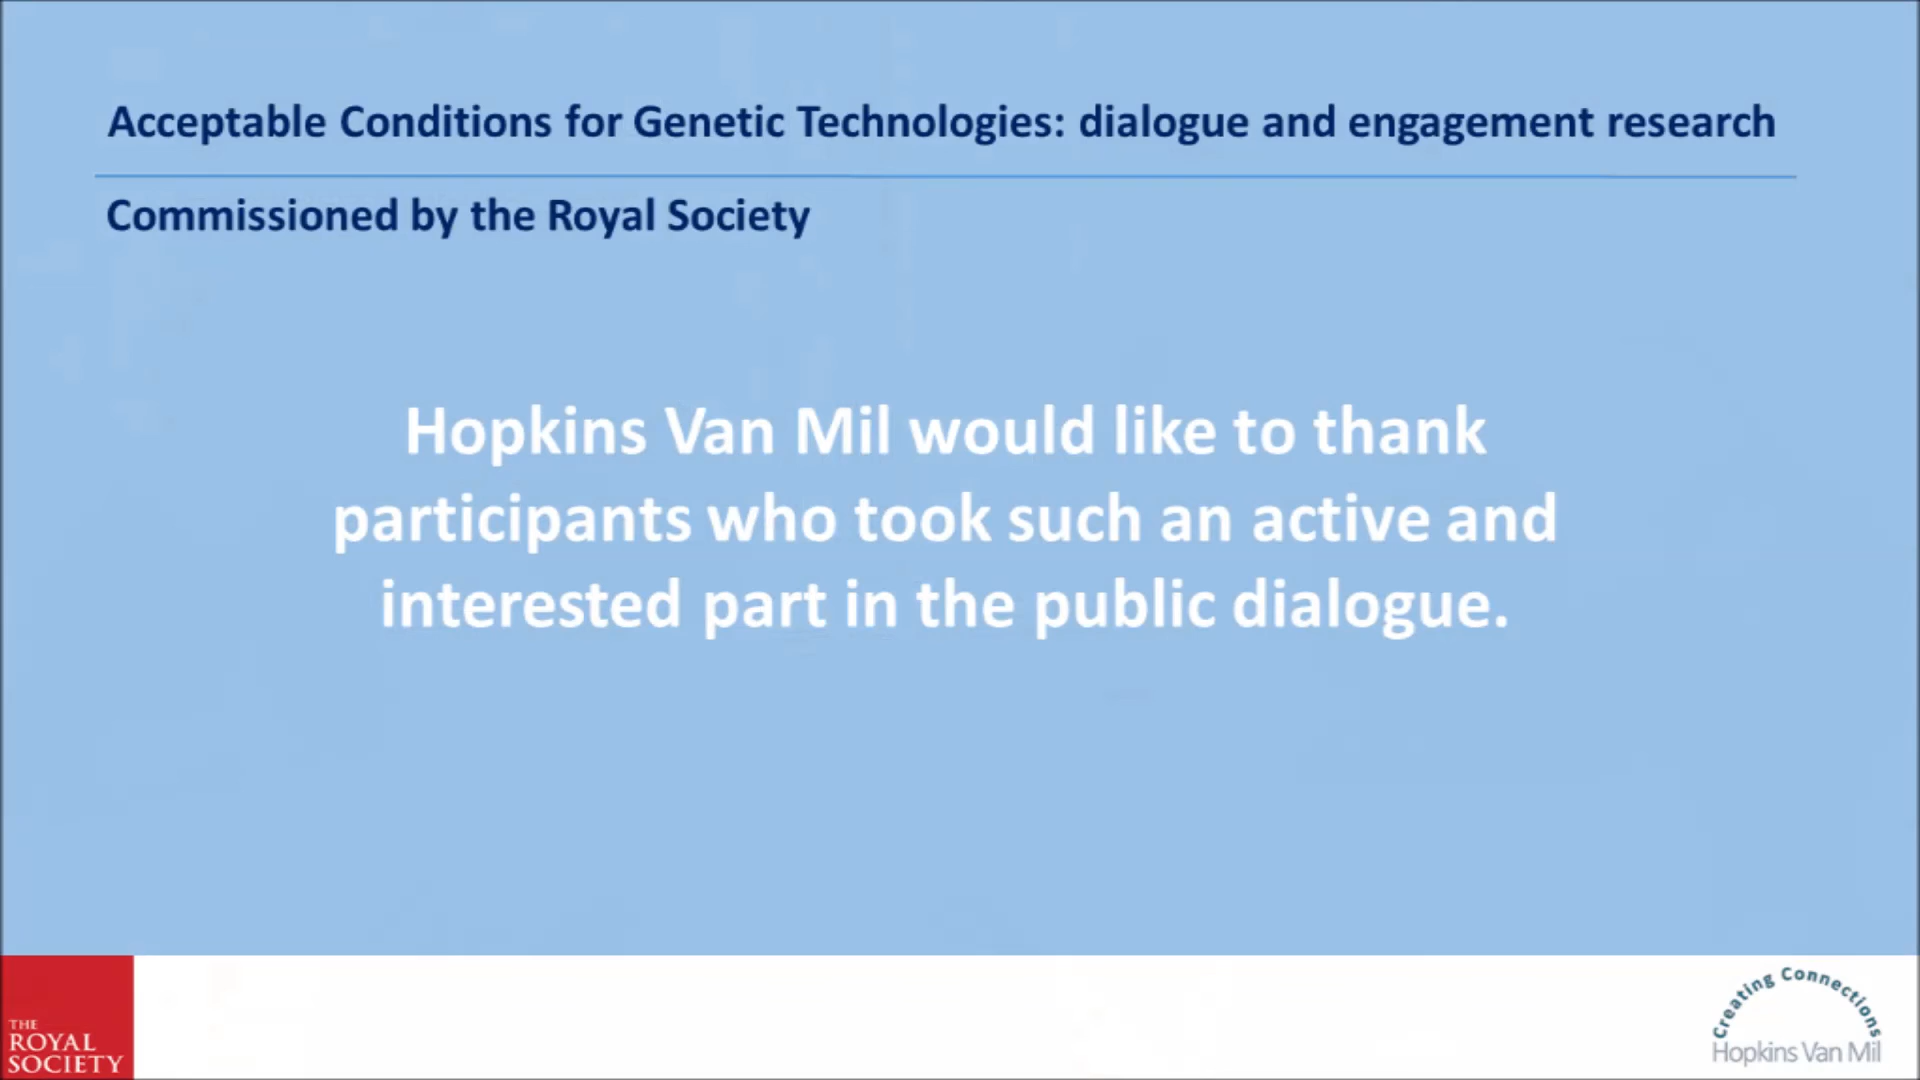 Acceptable Conditions for Genetic Technologies: dialogue and engagement research
Commissioned by the Royal Society
Hopkins Van Mil would like to thank
participants who took such an active and
interested part in the public dialogue.
THE
ROYAL
SOCIETY
Creating Connections
Hopkins Van Mil